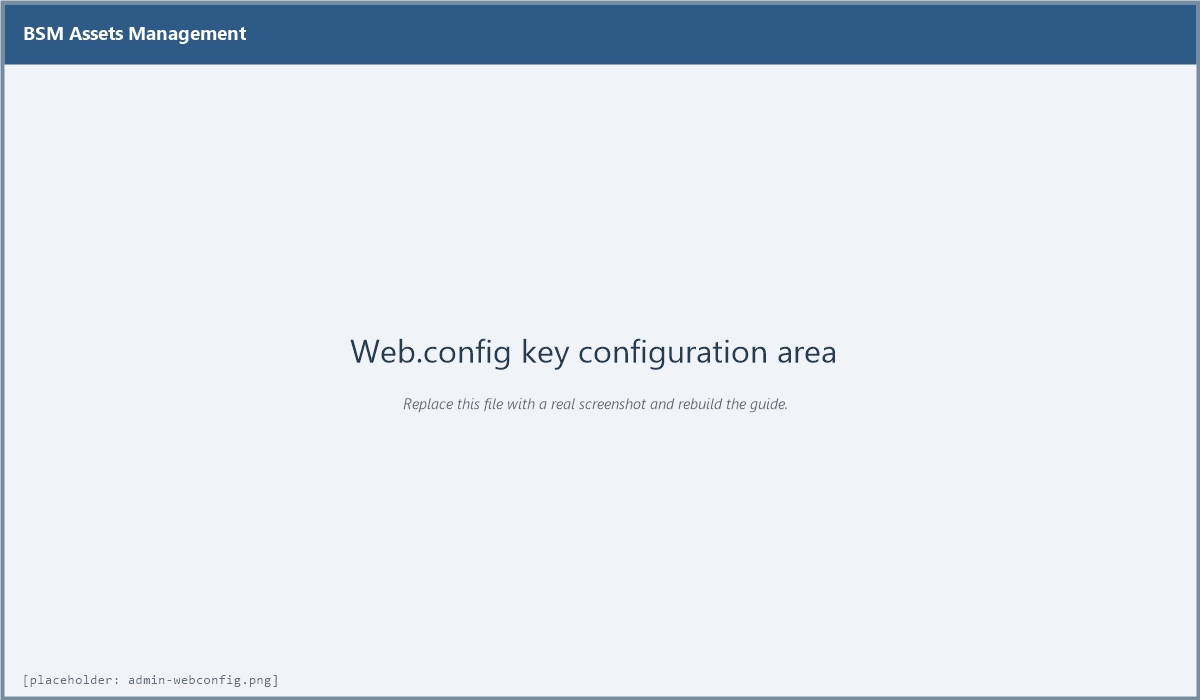 BSM Assets Management
Web.config key configuration area
Replace this file with a real screenshot and rebuild the guide.
[placeholder: admin-webconfig.png]